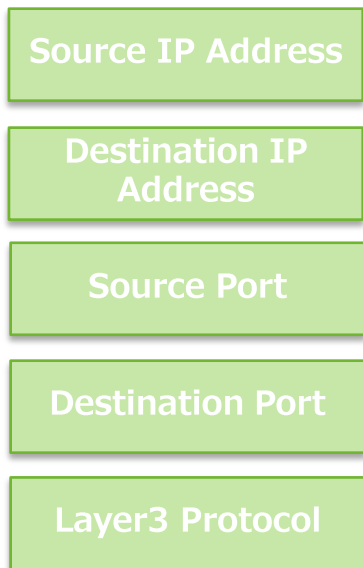 Source IP Address
Destination IP
Address
Source Port
Destination Port
Layer3 Protocol